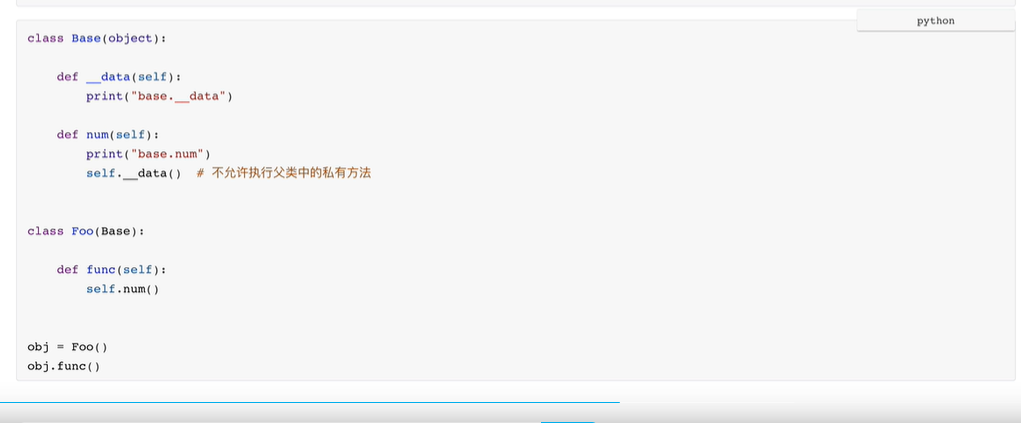 python
class Base(object):
def __data(self):
print("base.__data")
def num(self):
print("base.num")
self.__data() # 不允许执行父类中的私有方法
class Foo(Base):
def func(self):
self.num()
obj = Foo()
obj.func()